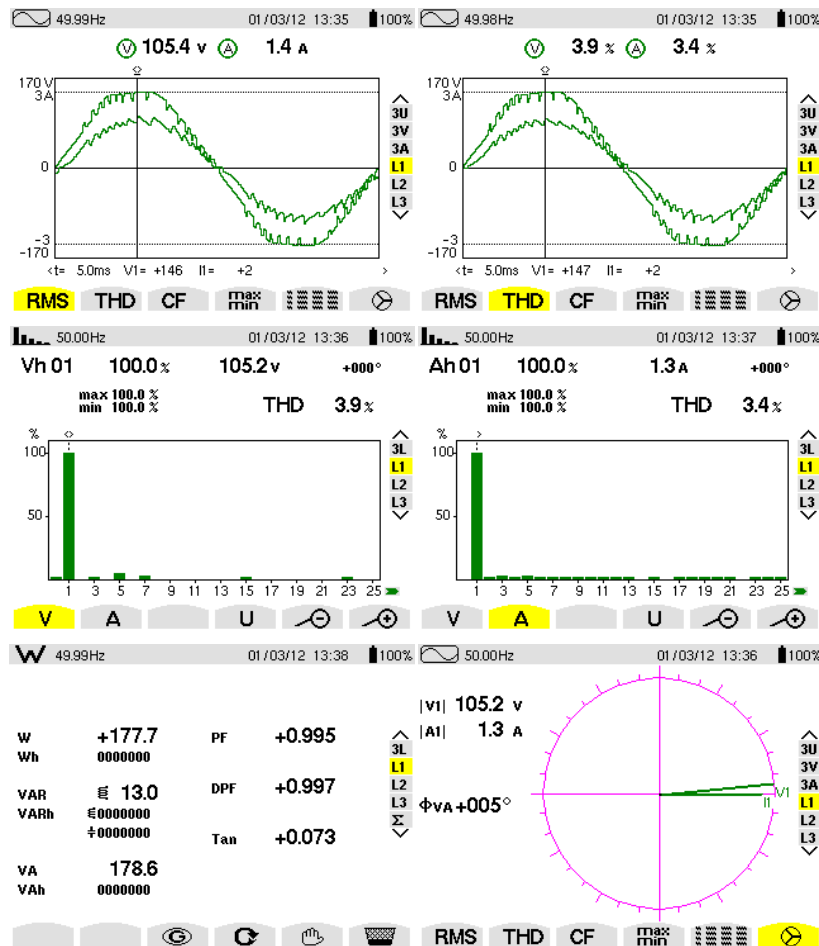 49.99Hz 01/03/12 13:35 100%
V 105.4 v A 1.4 A
170 V
3A
0
-3
-170
<t= 5.0ms V1= +146 I1= +2 >
3U
3V
3A
L1
L2
L3
RMS THD CF max min
49.98Hz 01/03/12 13:35 100%
V 3.9 % A 3.4 %
170 V
3A
0
-3
-170
<t= 5.0ms V1= +147 I1= +2 >
3U
3V
3A
L1
L2
L3
RMS THD CF max min
50.00Hz 01/03/12 13:36 100%
Vh 01 100.0 % 105.2 v +000°
max 100.0 %
min 100.0 % THD 3.9 %
%
100
50
1 3 5 7 9 11 13 15 17 19 21 23 25
3L
L1
L2
L3
V A U
50.00Hz 01/03/12 13:37 100%
Ah 01 100.0 % 1.3 A +000°
max 100.0 %
min 100.0 % THD 3.4 %
%
100
50
1 3 5 7 9 11 13 15 17 19 21 23 25
3L
L1
L2
L3
V A U
W 49.99Hz 01/03/12 13:38 100%
W +177.7 PF +0.995
Wh 0000000
VAR 13.0 DPF +0.997
VARh 0000000
0000000 Tan +0.073
VA 178.6
VAh 0000000
3L
L1
L2
L3
Σ
G
50.00Hz 01/03/12 13:36 100%
|V1| 105.2 v
|A1| 1.3 A
ΦVA +005°
V1
I1
3U
3V
3A
L1
L2
L3
RMS THD CF max min